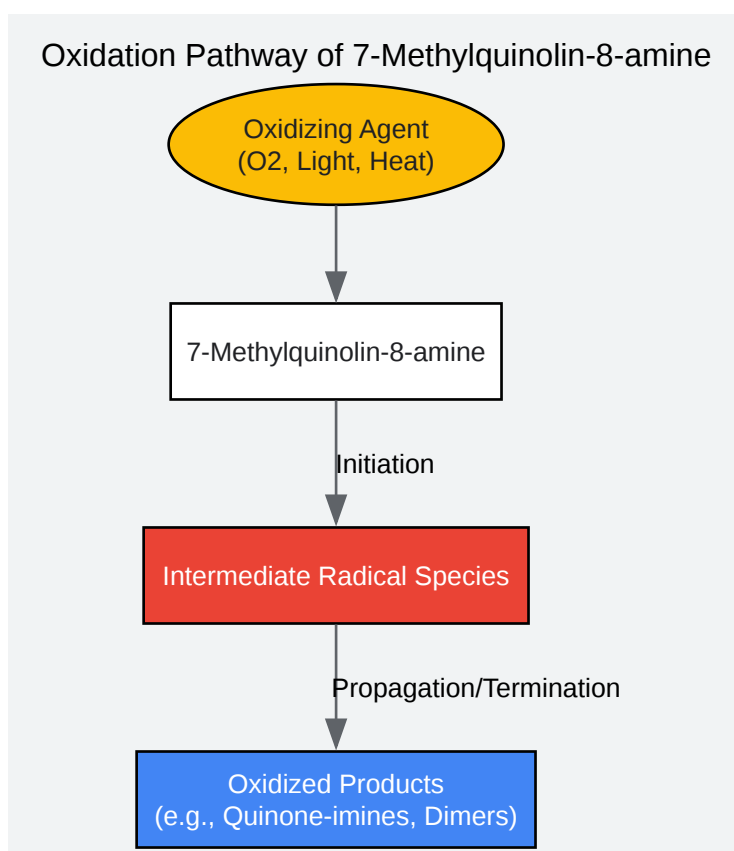 Oxidation Pathway of 7-Methylquinolin-8-amine
Oxidizing Agent
(O2, Light, Heat)
7-Methylquinolin-8-amine
Initiation
Intermediate Radical Species
Propagation/Termination
Oxidized Products
(e.g., Quinone-imines, Dimers)